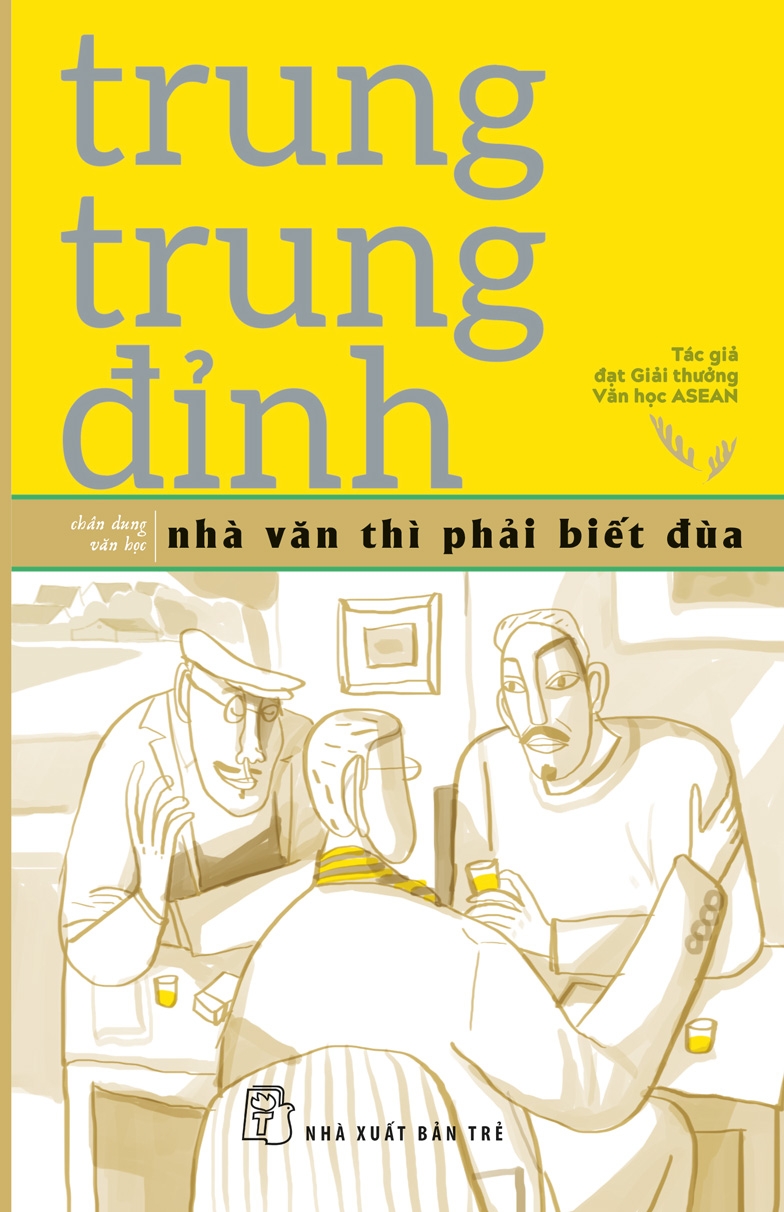 trung
trung
đỉnh
Tác giả
đạt Giải thưởng
Văn học ASEAN
chân dung
văn học
nhà văn thì phải biết đùa
T
NHÀ XUẤT BẢN TRẺ